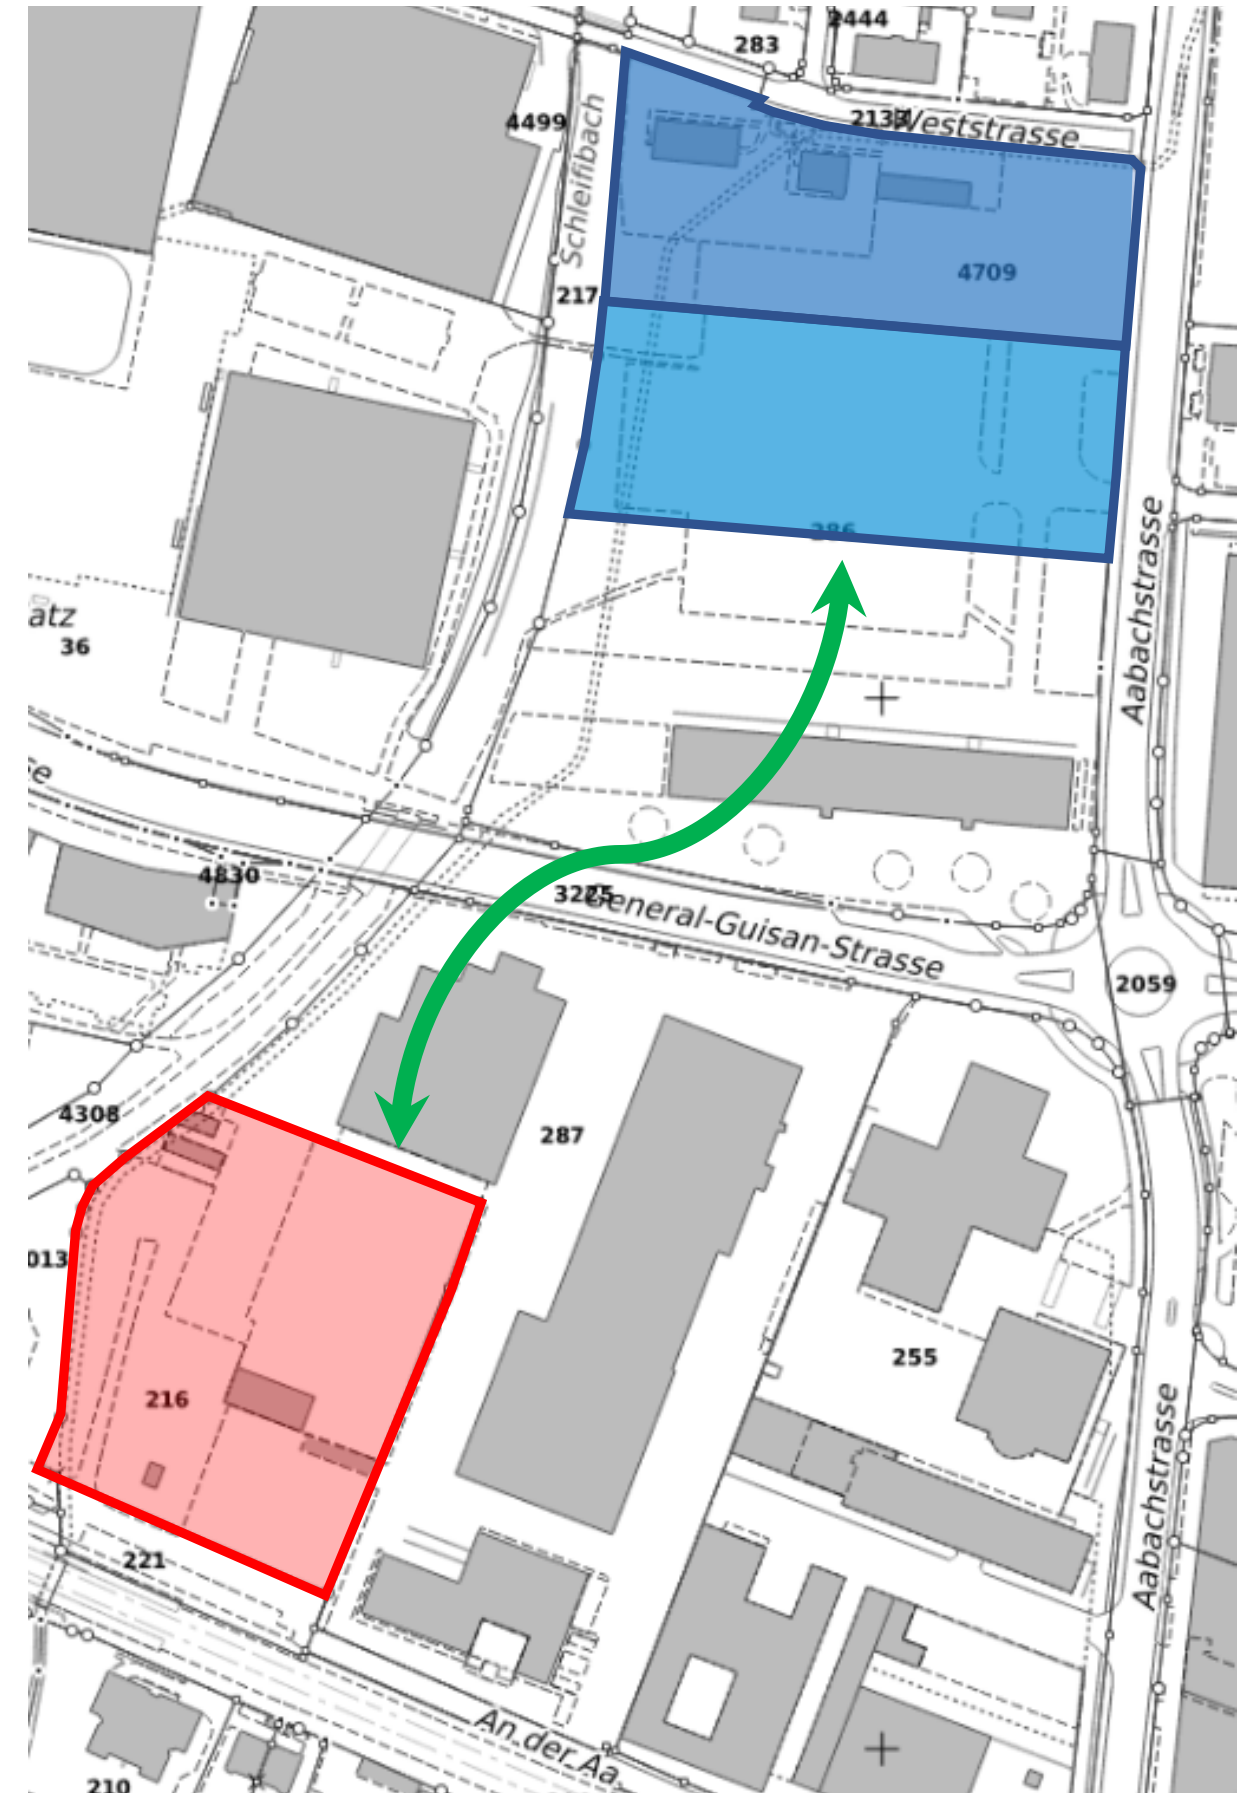 2444
283
4499
2133
Weststrasse
Schleifibach
4709
217
286
atz
36
Aabachstrasse
se
4830
3225
General-Guisan-Strasse
2059
4308
287
013
255
216
221
Aabachstrasse
An der Aa
210